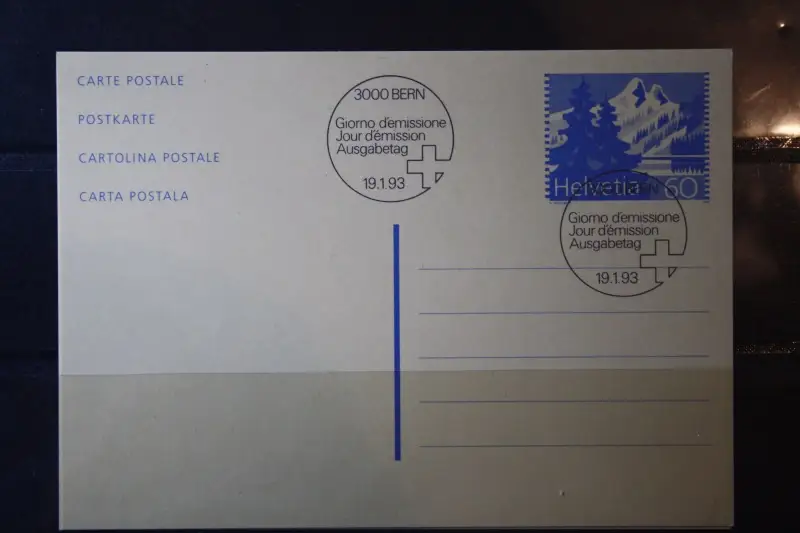 CARTE POSTALE
POSTKARTE
CARTOLINA POSTALE
CARTA POSTALA
3000 BERN
Giorno d'emissione
Jour d'émission
Ausgabetag
19.1.93
Helvetia 60
Giorno d'emissione
Jour d'émission
Ausgabetag
19.1.93